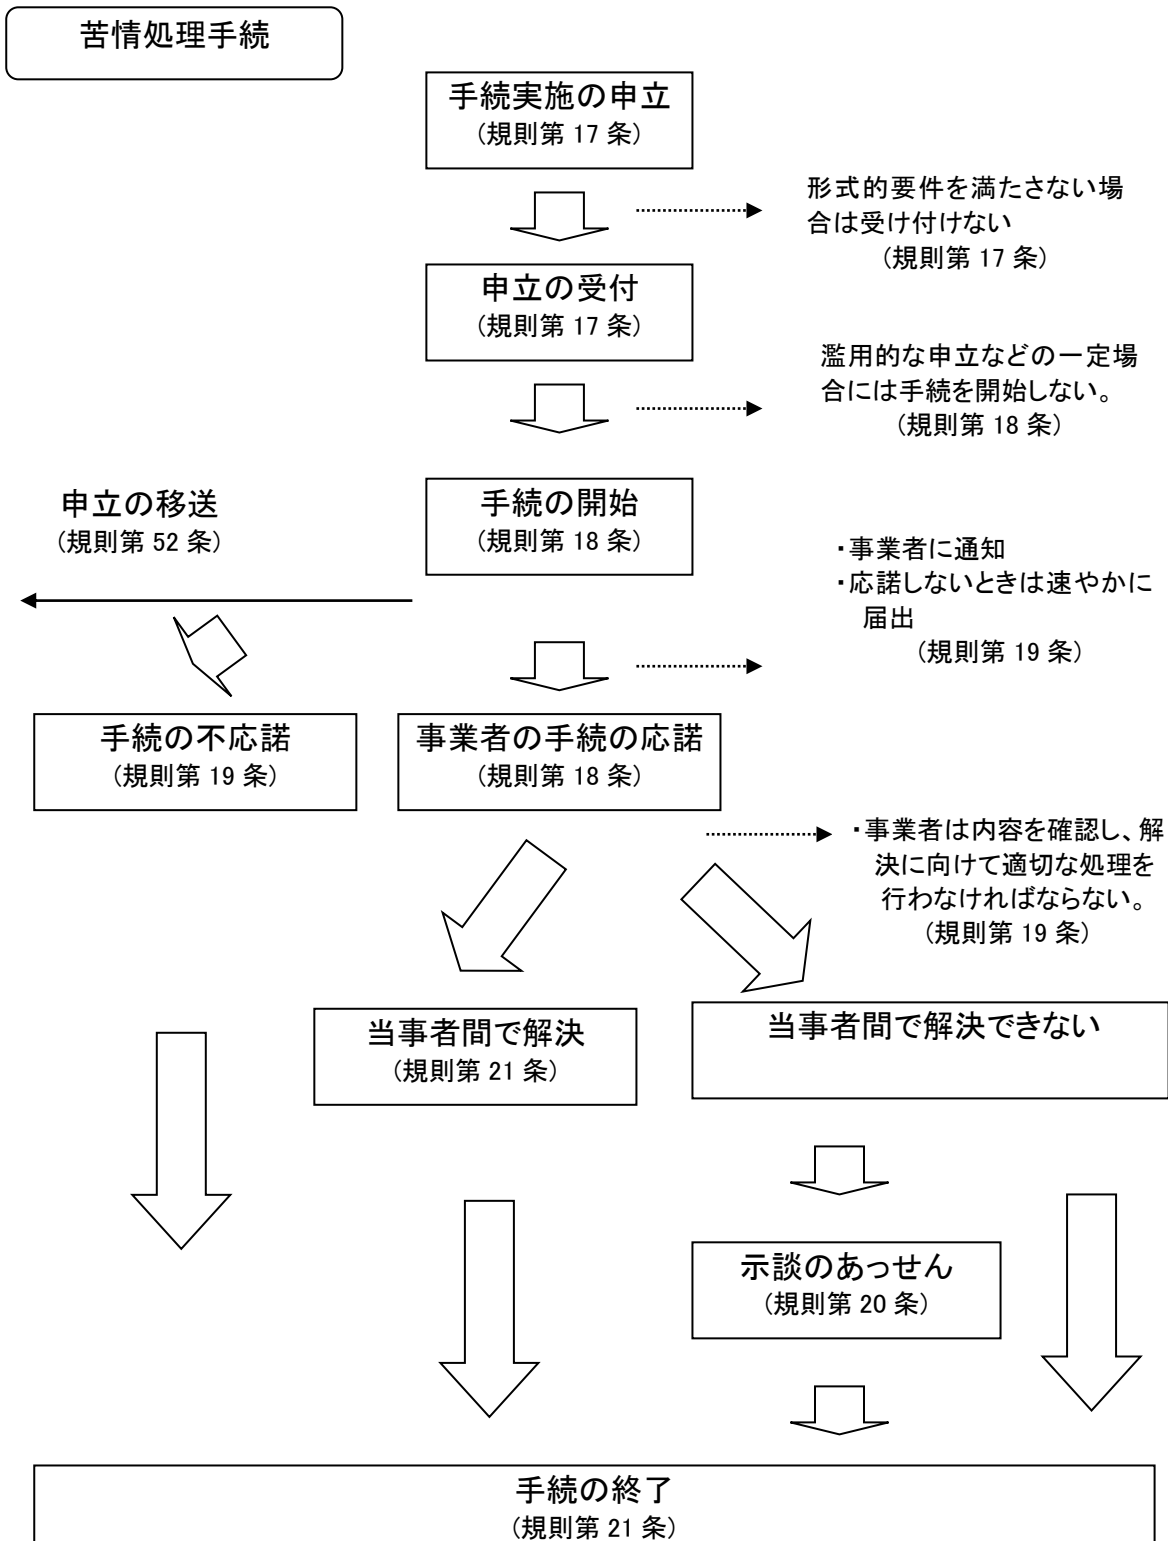 苦情処理手続
手続実施の申立
(規則第 17 条)
形式的要件を満たさない場
合は受け付けない
(規則第 17 条)
申立の受付
(規則第 17 条)
濫用的な申立などの一定場
合には手続を開始しない。
(規則第 18 条)
手続の開始
(規則第 18 条)
申立の移送
(規則第 52 条)
・事業者に通知
・応諾しないときは速やかに
届出
(規則第 19 条)
手続の不応諾
(規則第 19 条)
事業者の手続の応諾
(規則第 18 条)
・事業者は内容を確認し、解
決に向けて適切な処理を
行わなければならない。
(規則第 19 条)
当事者間で解決
(規則第 21 条)
当事者間で解決できない
示談のあっせん
(規則第 20 条)
手続の終了
(規則第 21 条)